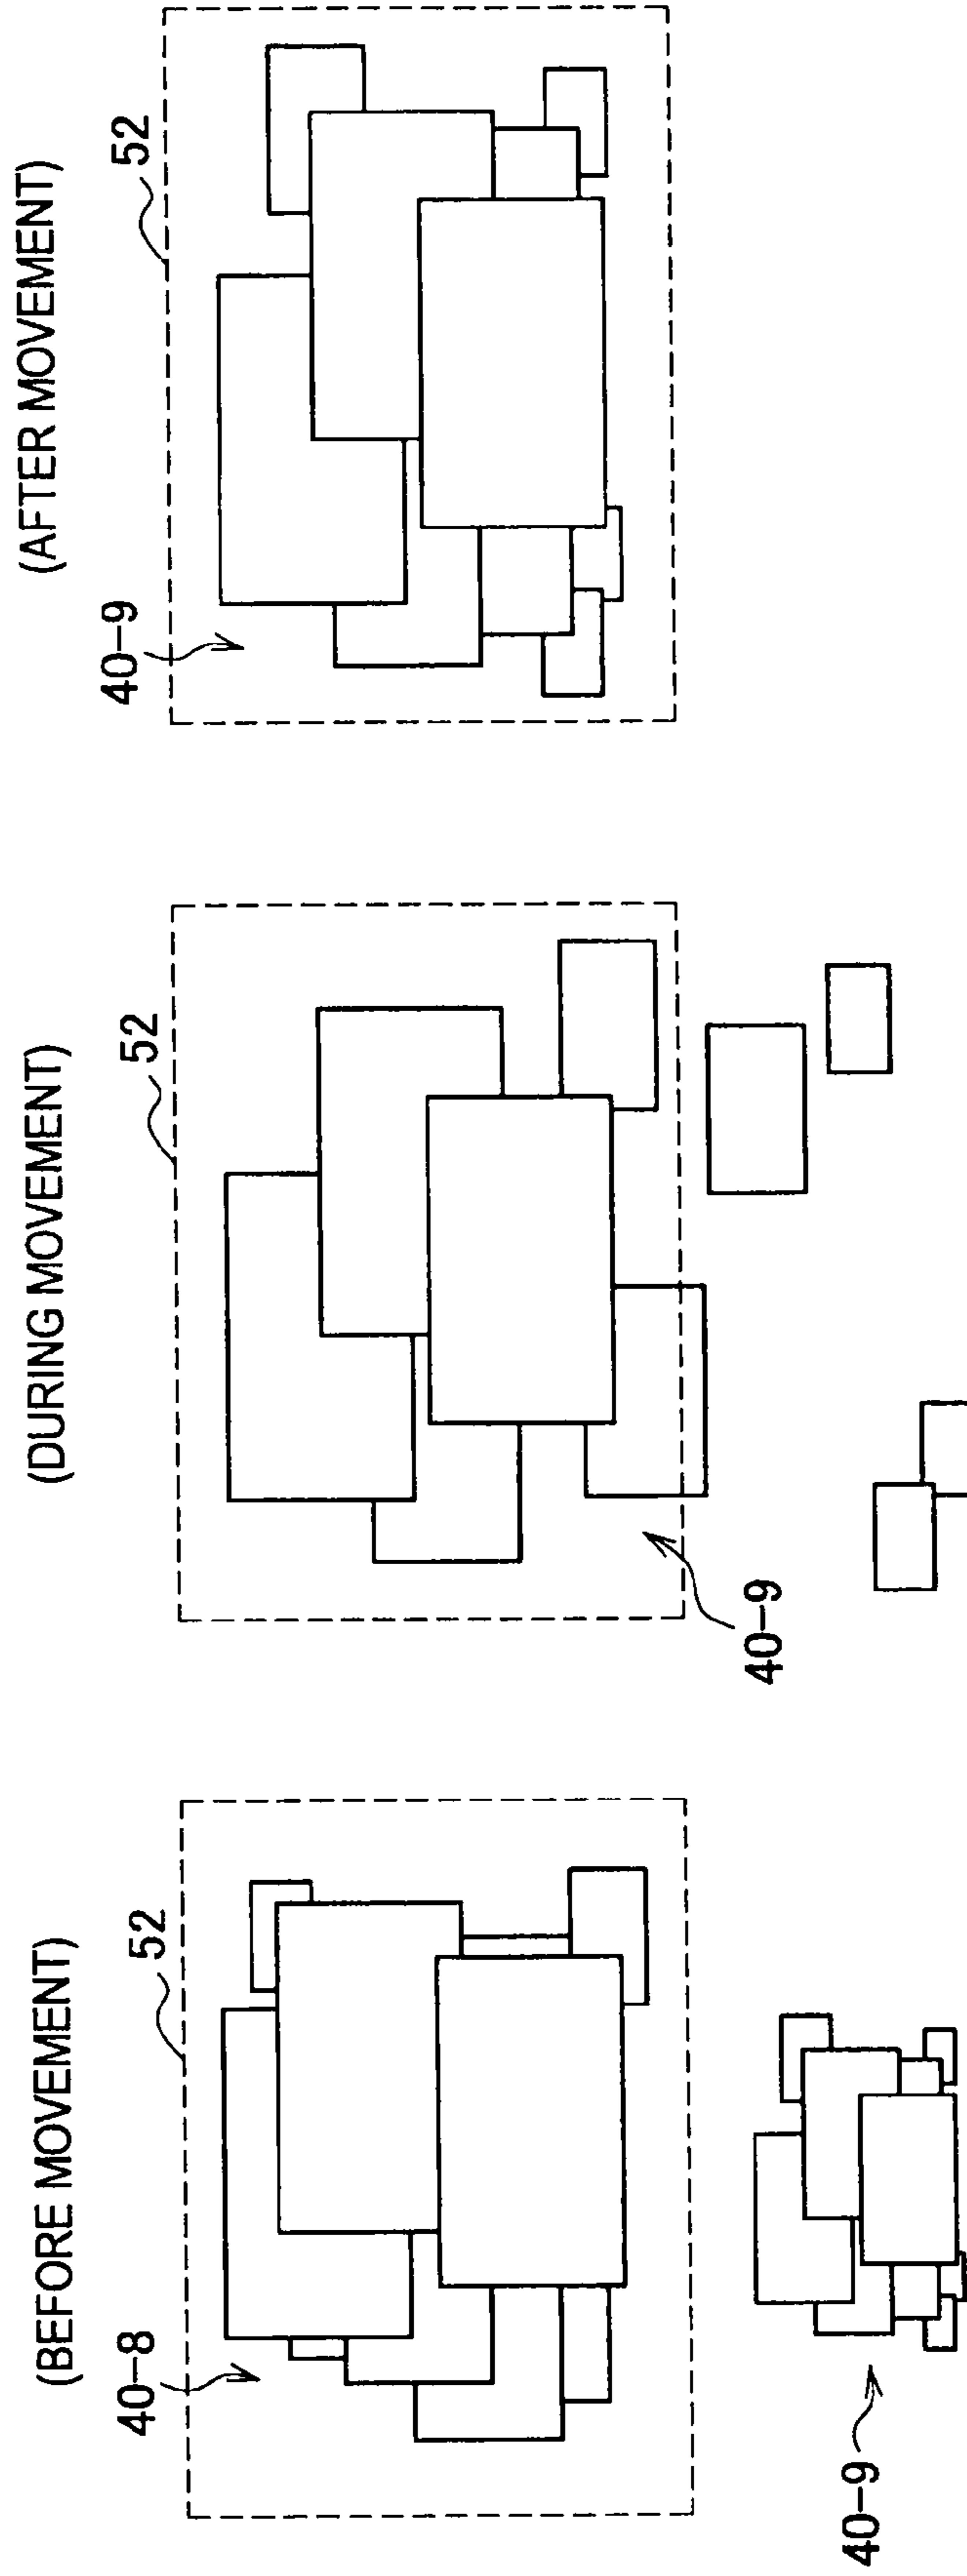 (BEFORE MOVEMENT)
52
40-8
40-9
(DURING MOVEMENT)
52
40-9
(AFTER MOVEMENT)
52
40-9